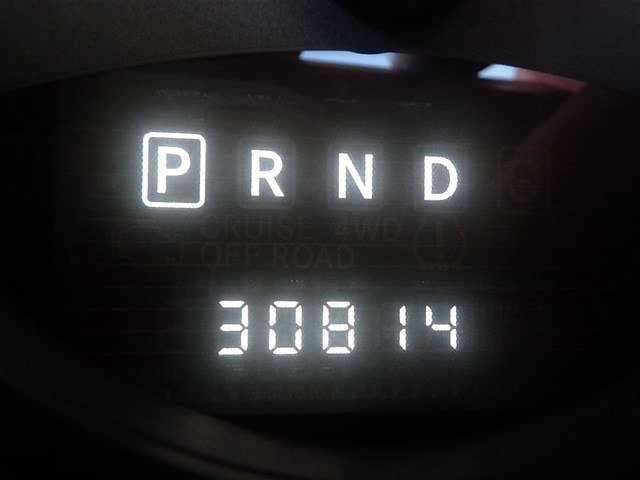 P R N D
CRUISE 4WD
OFF ROAD
30814